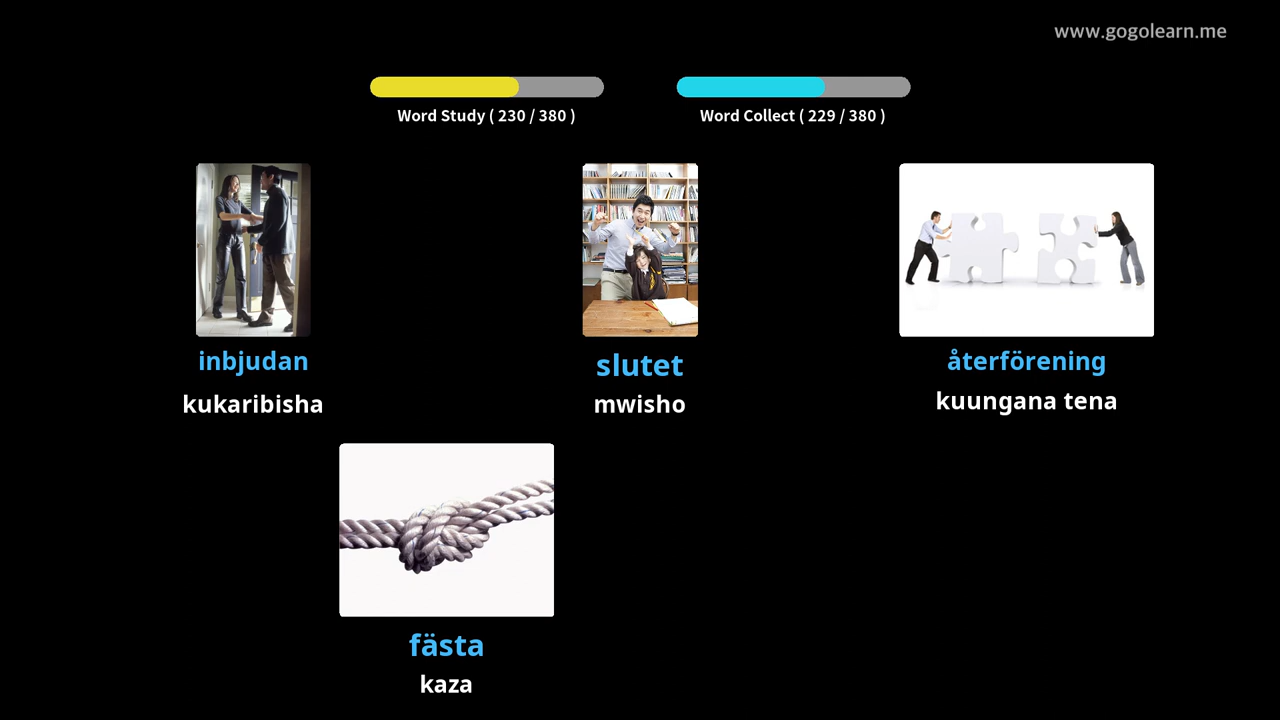 www.gogolearn.me
Word Study ( 230 / 380 )
Word Collect ( 229 / 380 )
inbjudan
kukaribisha
slutet
mwisho
återförening
kuungana tena
fästa
kaza